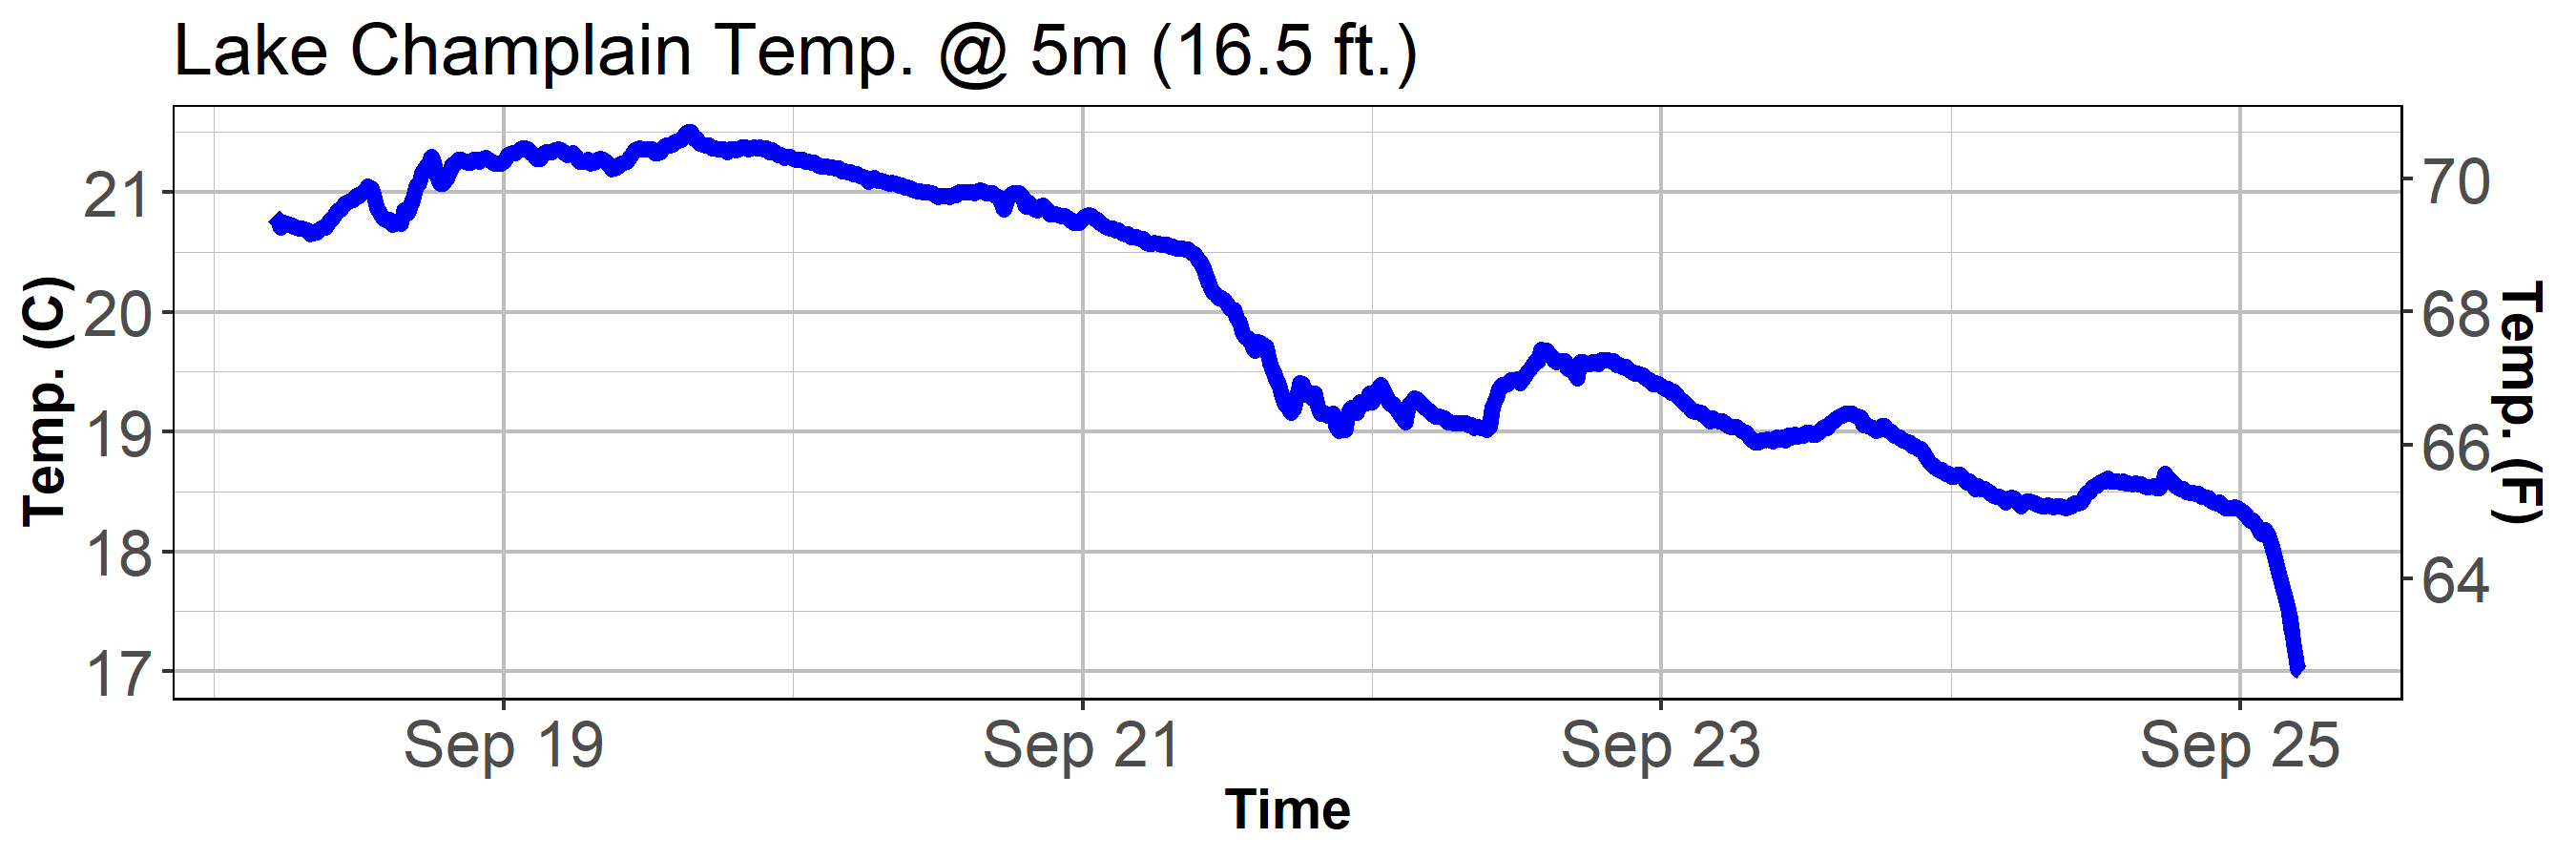 Lake Champlain Temp. @ 5m (16.5 ft.)
Temp. (C)
21
20
19
18
17
70
68
66
64
Temp. (F)
Sep 19
Sep 21
Sep 23
Sep 25
Time